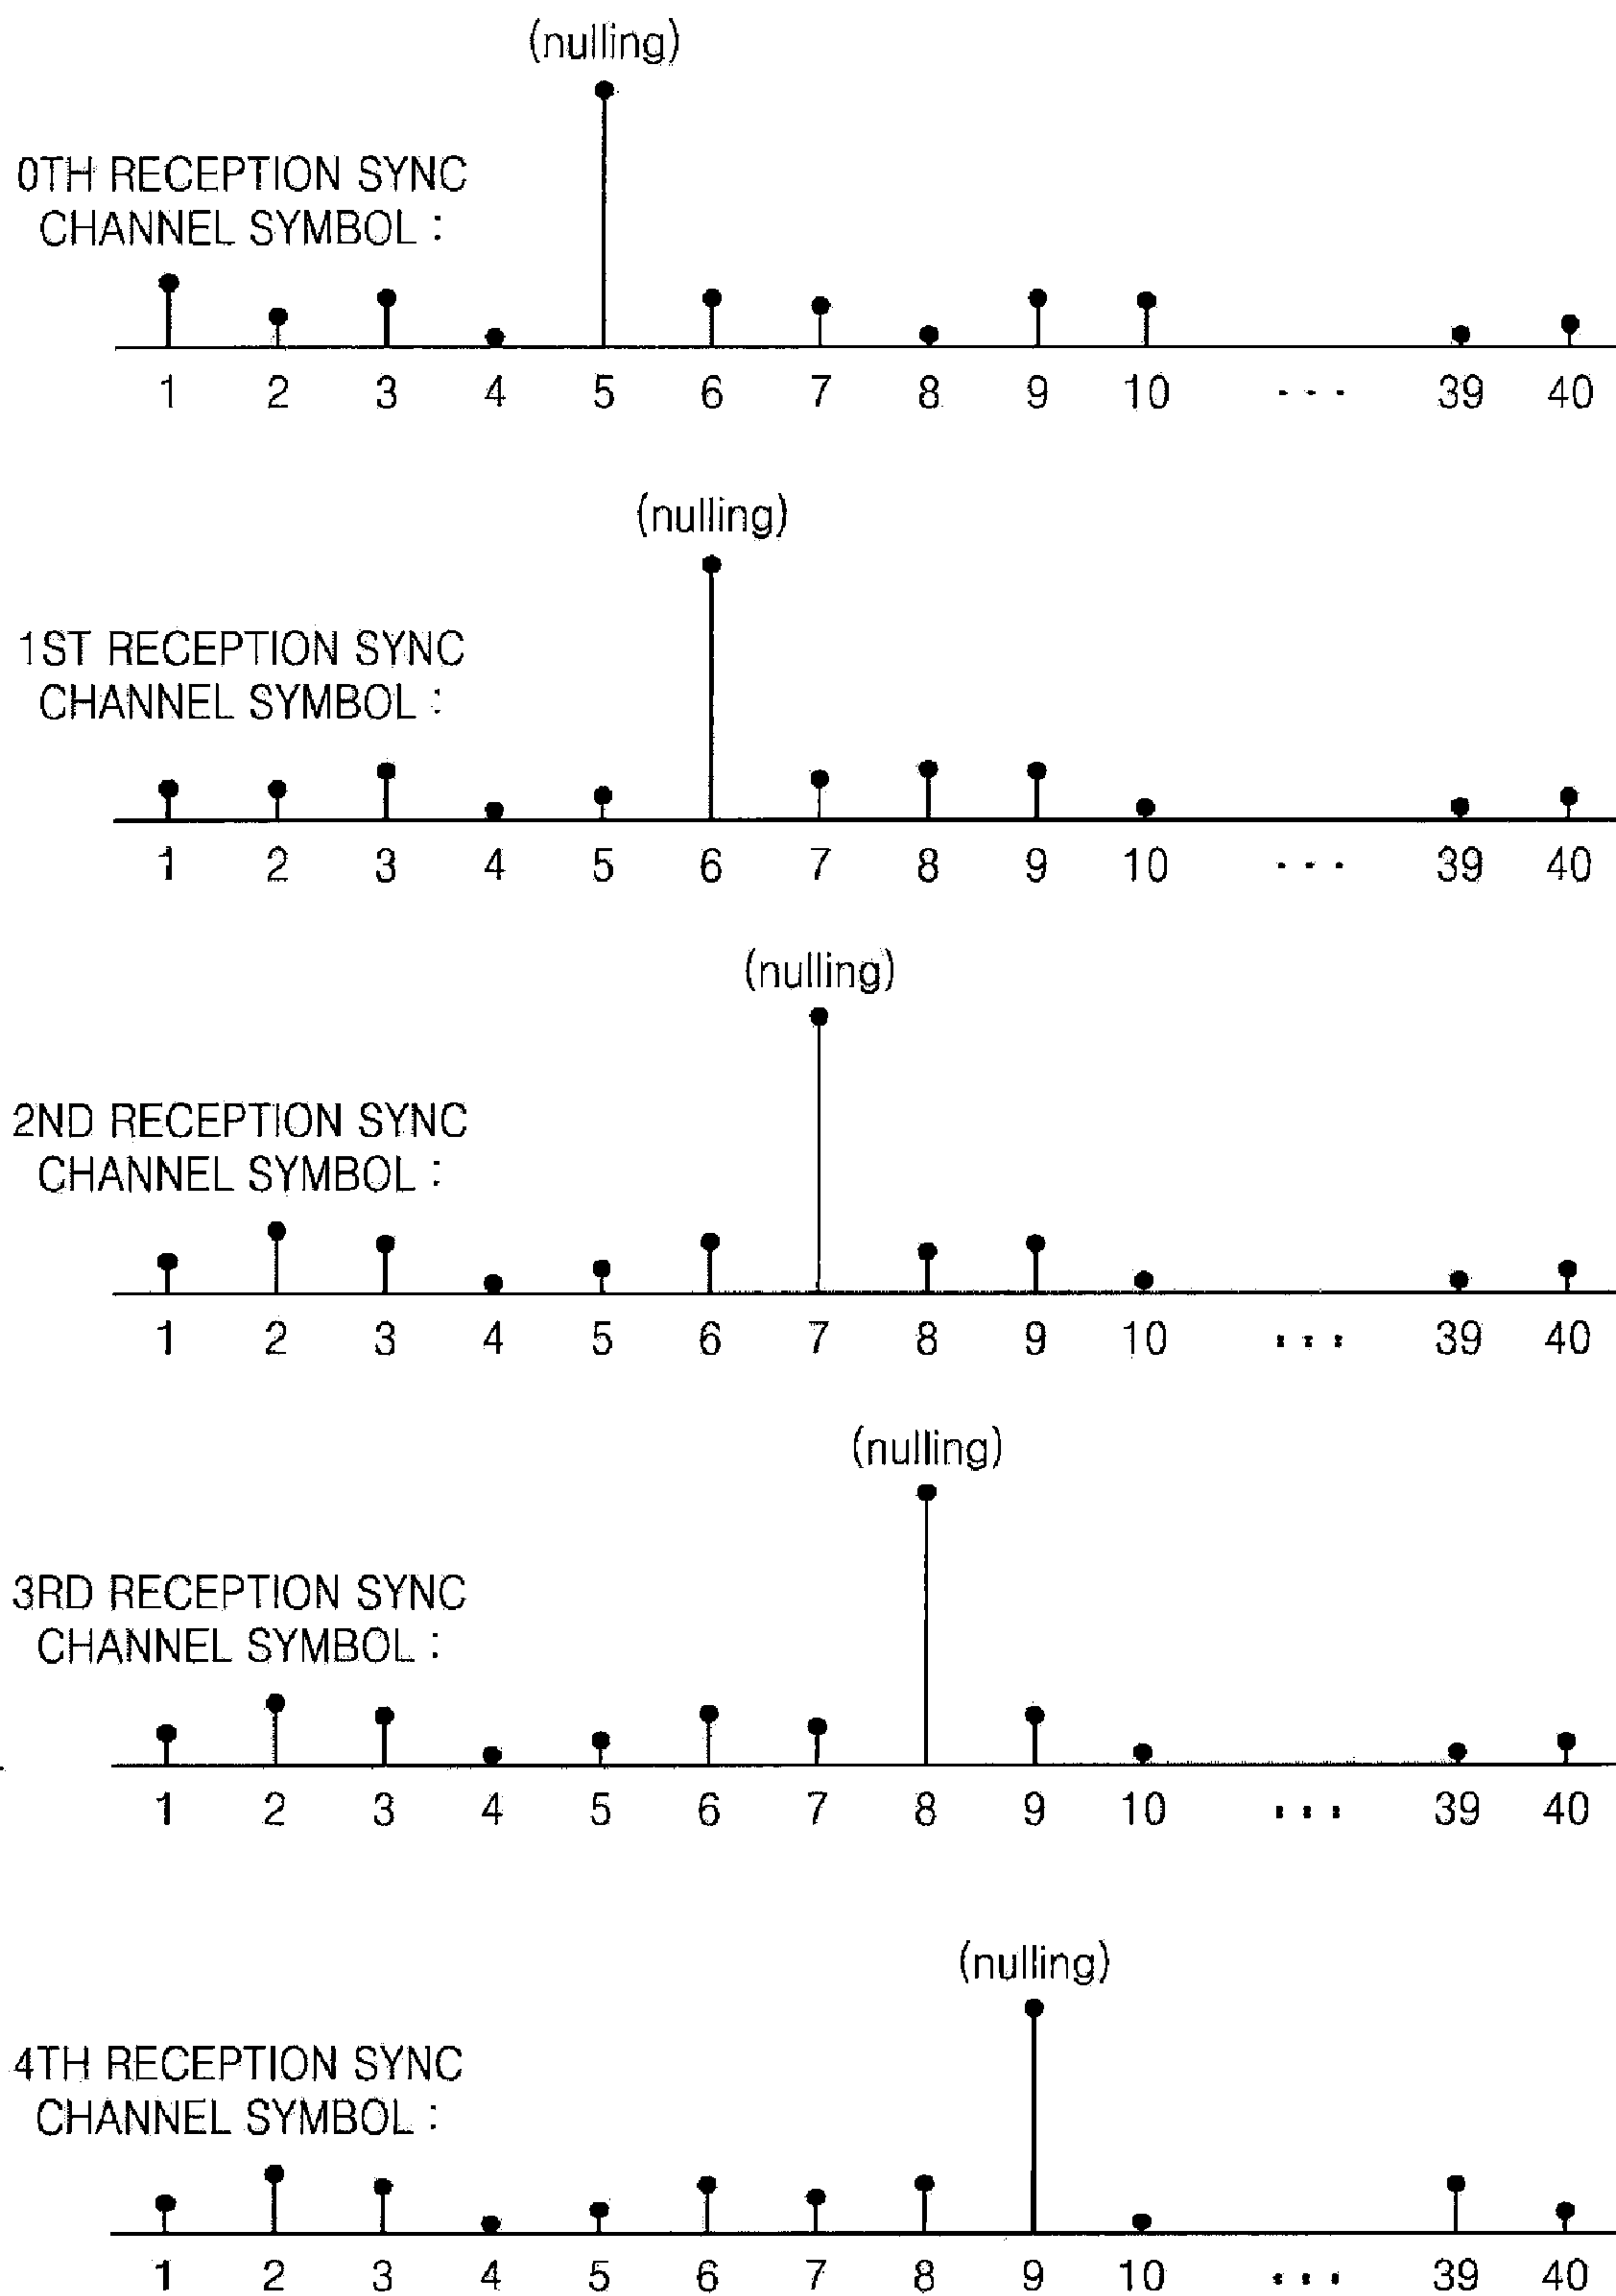 (nulling)
0TH RECEPTION SYNC
CHANNEL SYMBOL :
1 2 3 4 5 6 7 8 9 10 ... 39 40
(nulling)
1ST RECEPTION SYNC
CHANNEL SYMBOL :
1 2 3 4 5 6 7 8 9 10 ... 39 40
(nulling)
2ND RECEPTION SYNC
CHANNEL SYMBOL :
1 2 3 4 5 6 7 8 9 10 ... 39 40
(nulling)
3RD RECEPTION SYNC
CHANNEL SYMBOL :
1 2 3 4 5 6 7 8 9 10 ... 39 40
(nulling)
4TH RECEPTION SYNC
CHANNEL SYMBOL :
1 2 3 4 5 6 7 8 9 10 ... 39 40